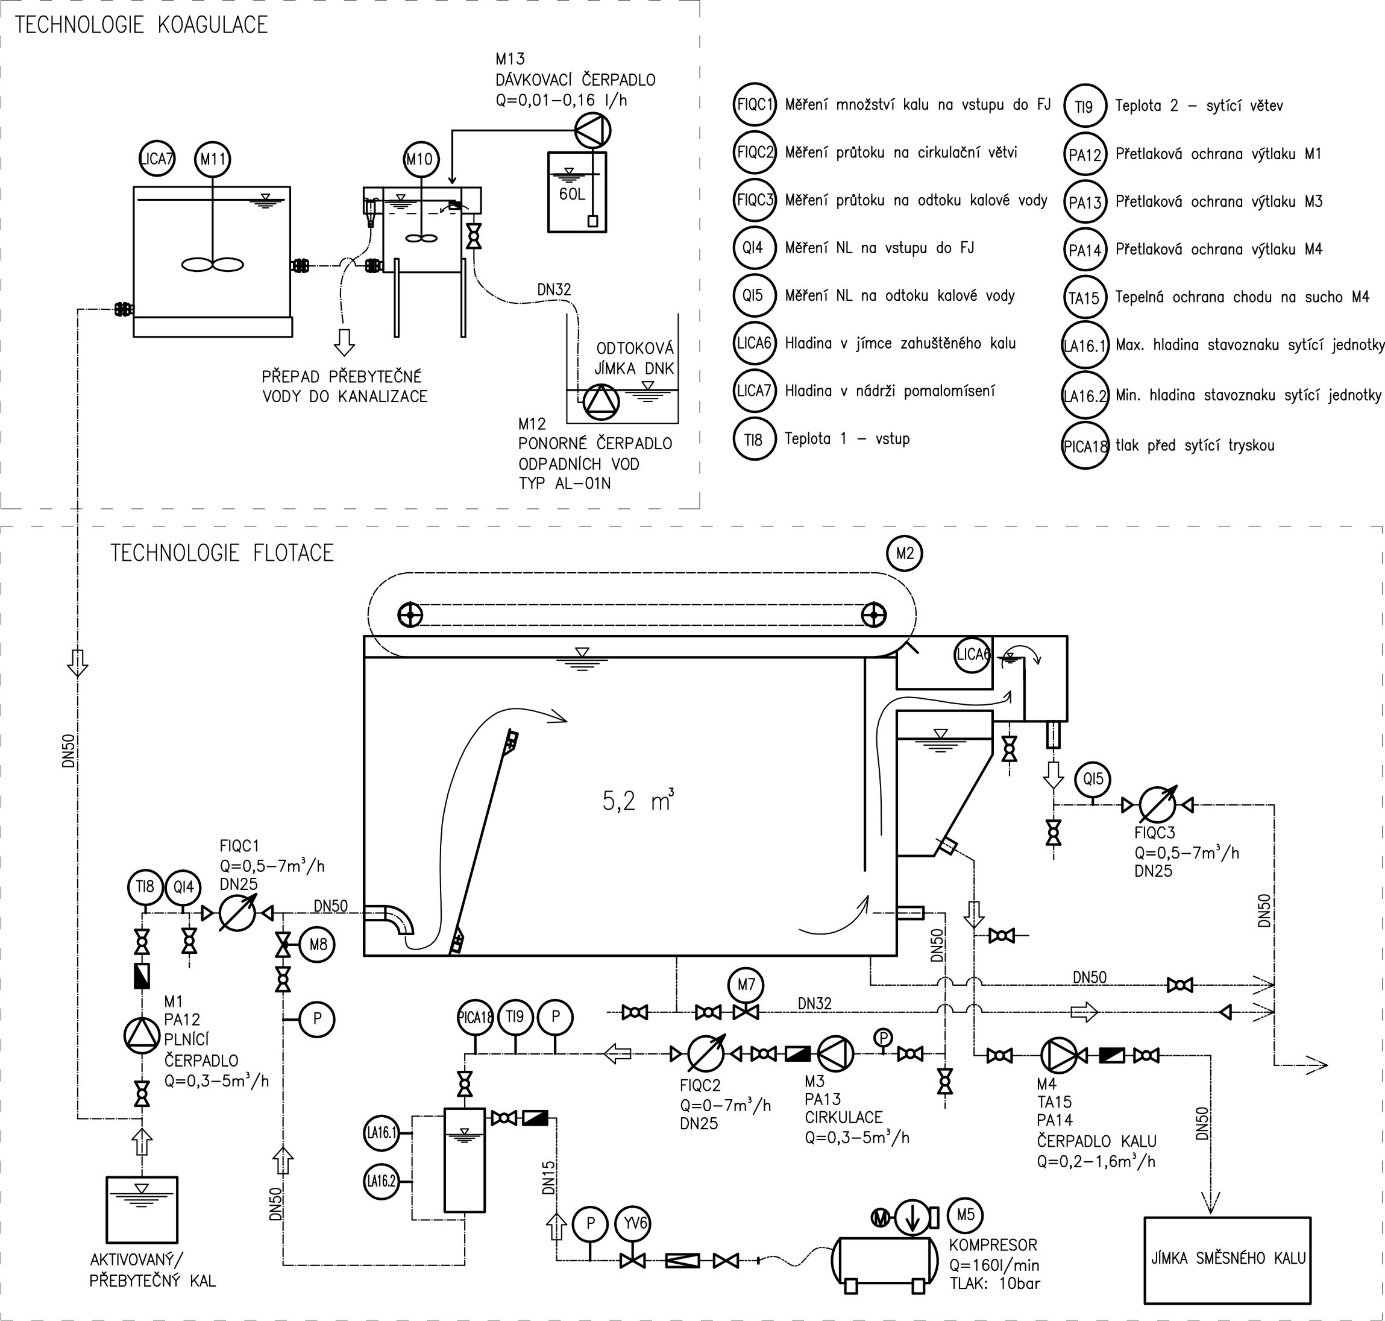 TECHNOLOGIE KOAGULACE
M13
DÁVKOVACÍ ČERPADLO
Q=0,01–0,16 l/h
LICA7
M11
M10
60L
DN32
ODTOKOVÁ
JÍMKA DNK
PŘEPAD PŘEBYTEČNÉ
VODY DO KANALIZACE
M12
PONORNÉ ČERPADLO
ODPADNÍCH VOD
TYP AL–01N
FIQC1 Měření množství kalu na vstupu do FJ
FIQC2 Měření průtoku na cirkulační větvi
FIQC3 Měření průtoku na odtoku kalové vody
QI4 Měření NL na vstupu do FJ
QI5 Měření NL na odtoku kalové vody
LICA6 Hladina v jímce zahuštěného kalu
LICA7 Hladina v nádrži pomalomísení
TI8 Teplota 1 – vstup
TI9 Teplota 2 – sytící větev
PA12 Přetlaková ochrana výtlaku M1
PA13 Přetlaková ochrana výtlaku M3
PA14 Přetlaková ochrana výtlaku M4
TA15 Tepelná ochrana chodu na sucho M4
LA16.1 Max. hladina stavoznaku sytící jednotky
LA16.2 Min. hladina stavoznaku sytící jednotky
PICA18 tlak před sytící tryskou
TECHNOLOGIE FLOTACE
M2
LICA6
DN50
5,2 m³
QI5
FIQC3
Q=0,5–7m³/h
DN25
DN50
FIQC1
Q=0,5–7m³/h
DN25
TI8
QI4
DN50
M8
DN50
DN50
M7
DN32
M1
PA12
PLNÍCÍ
ČERPADLO
Q=0,3–5m³/h
P
PICA18
TI9
P
P
FIQC2
Q=0–7m³/h
DN25
M3
PA13
CIRKULACE
Q=0,3–5m³/h
M4
TA15
PA14
ČERPADLO KALU
Q=0,2–1,6m³/h
DN50
LA16.1
LA16.2
DN15
DN50
P
YV6
M
M5
KOMPRESOR
Q=160l/min
TLAK: 10bar
AKTIVOVANÝ/
PŘEBYTEČNÝ KAL
JÍMKA SMĚSNÉHO KALU